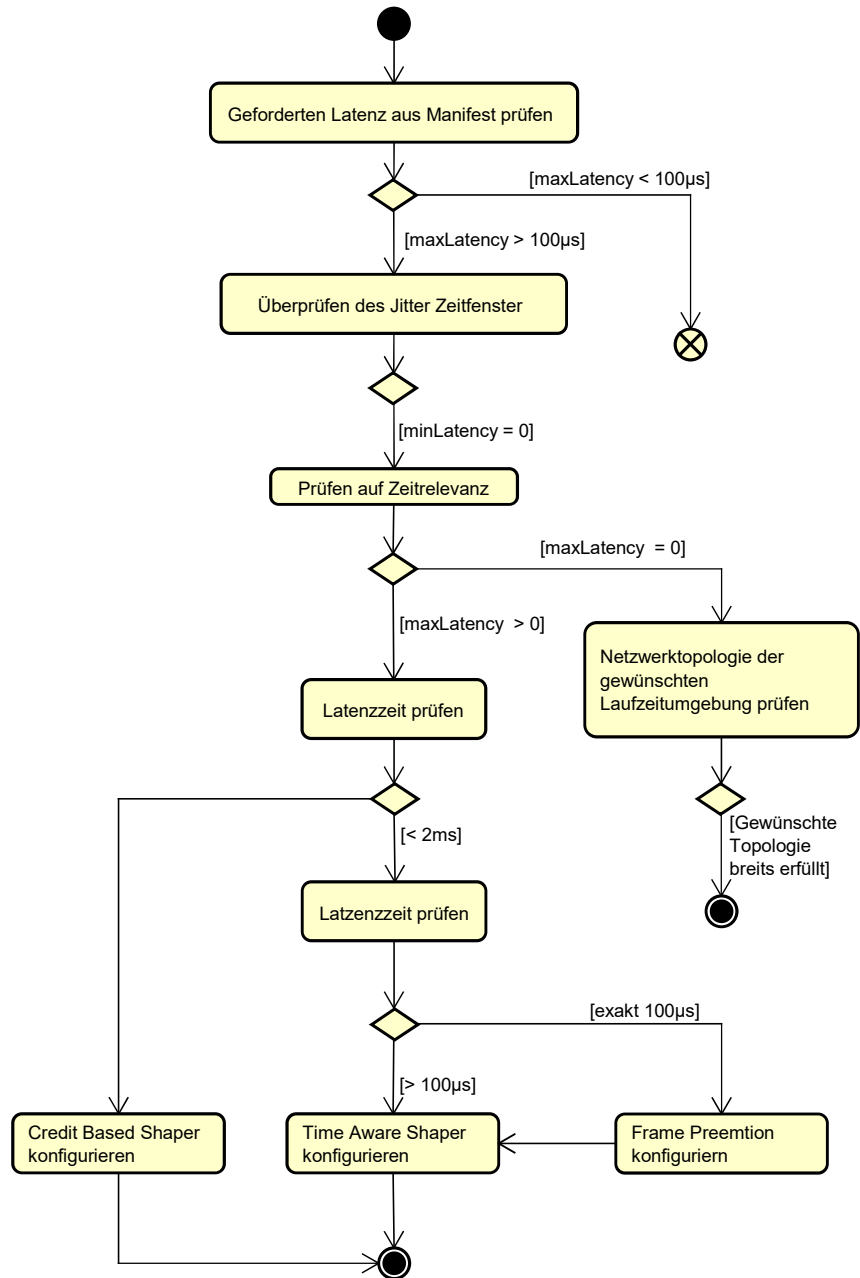 Geforderten Latenz aus Manifest prüfen
[maxLatency < 100µs]
[maxLatency > 100µs]
Überprüfen des Jitter Zeitfenster
[minLatency = 0]
Prüfen auf Zeitrelevanz
[maxLatency  = 0]
[maxLatency  > 0]
Netzwerktopologie der
gewünschten
Laufzeitumgebung prüfen
Latenzzeit prüfen
[< 2ms]
[Gewünschte
Topologie
breits erfüllt]
Latzenzzeit prüfen
[exakt 100µs]
[> 100µs]
Credit Based Shaper
konfigurieren
Time Aware Shaper
konfigurieren
Frame Preemtion
konfiguriern